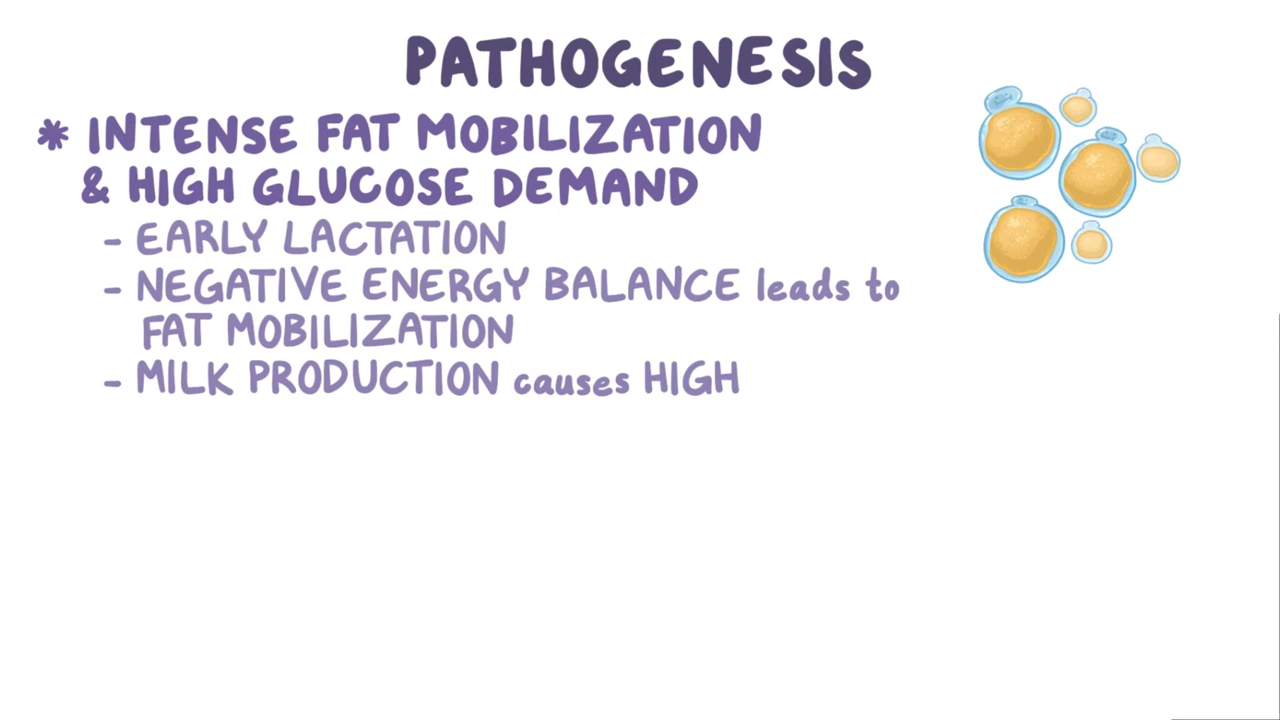 PATHOGENESIS
* INTENSE FAT MOBILIZATION
& HIGH GLUCOSE DEMAND
- EARLY LACTATION
- NEGATIVE ENERGY BALANCE leads to
FAT MOBILIZATION
- MILK PRODUCTION causes HIGH